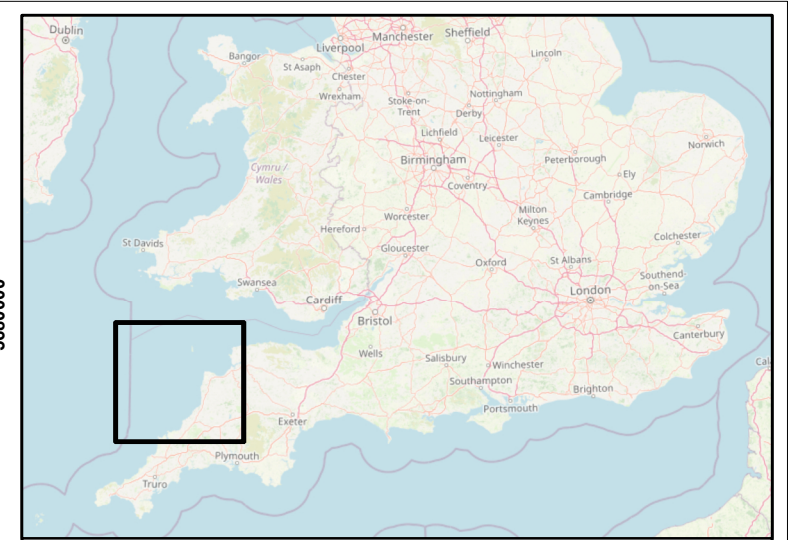 Dublin
Manchester
Sheffield
Liverpool
Bangor
St Asaph
Lincoln
Chester
Wrexham
Stoke-on-
Trent
Nottingham
Derby
Lichfield
Leicester
Norwich
Peterborough
Birmingham
Cymru /
Wales
Ely
Coventry
Cambridge
Worcester
Milton
Keynes
Hereford
St Davids
Gloucester
Colchester
Oxford
St Albans
Swansea
Southend-
on-Sea
Cardiff
London
Bristol
Canterbury
Wells
Salisbury
Winchester
Cal
Southampton
Brighton
Portsmouth
Exeter
Plymouth
Truro